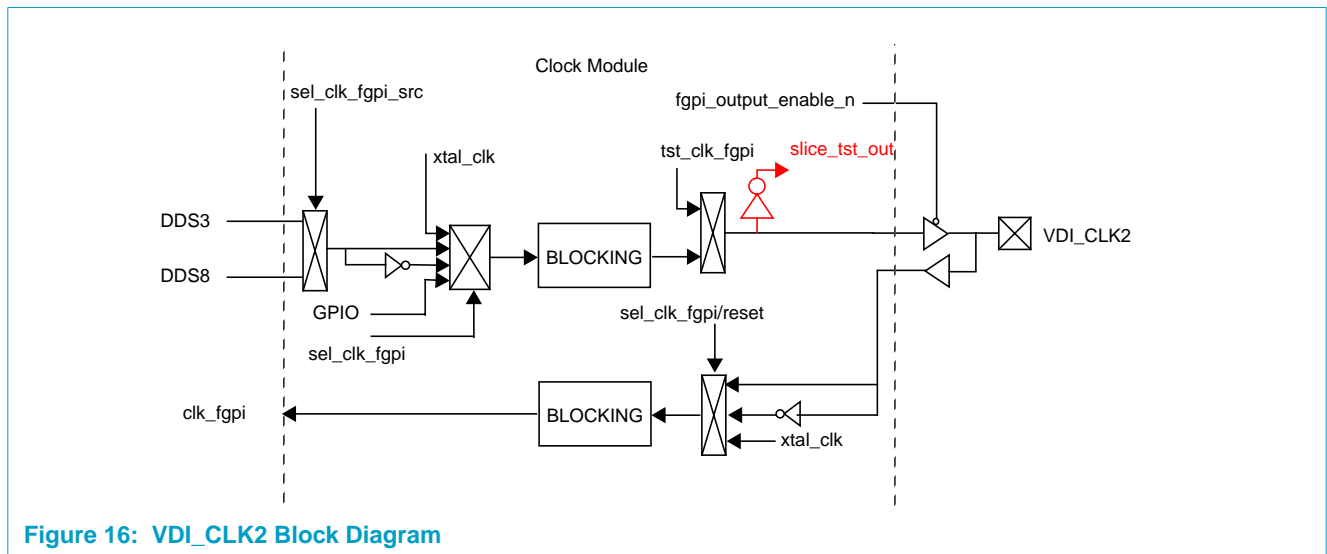 Clock Module
sel_clk_fgpi_src
fgpi_output_enable_n
xtal_clk
tst_clk_fgpi
slice_tst_out
DDS3
VDI_CLK2
BLOCKING
DDS8
GPIO
sel_clk_fgpi/reset
sel_clk_fgpi
clk_fgpi
BLOCKING
xtal_clk
Figure 16: VDI_CLK2 Block Diagram